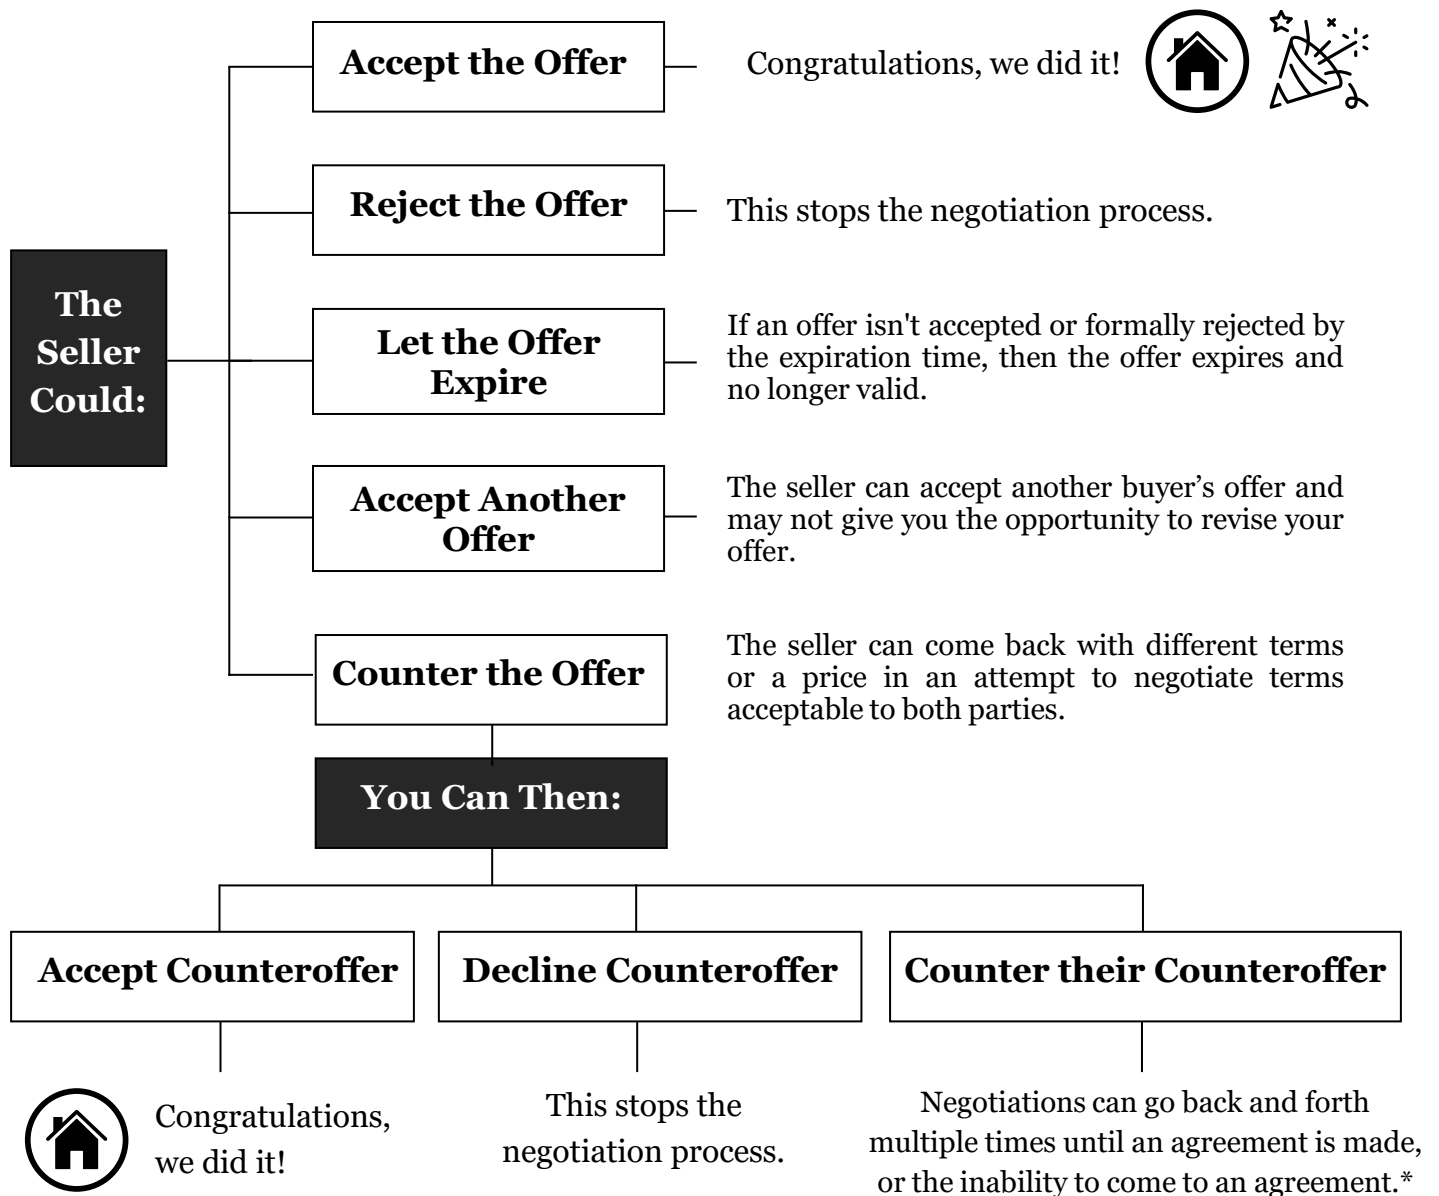 Accept the Offer
Congratulations, we did it!
Reject the Offer
This stops the negotiation process.
The
Seller
Could:
Let the Offer
Expire
If an offer isn't accepted or formally rejected by
the expiration time, then the offer expires and
no longer valid.
Accept Another
Offer
The seller can accept another buyer’s offer and
may not give you the opportunity to revise your
offer.
Counter the Offer
The seller can come back with different terms
or a price in an attempt to negotiate terms
acceptable to both parties.
You Can Then:
Accept Counteroffer
Decline Counteroffer
Counter their Counteroffer
Congratulations,
we did it!
This stops the
negotiation process.
Negotiations can go back and forth
multiple times until an agreement is made,
or the inability to come to an agreement.*